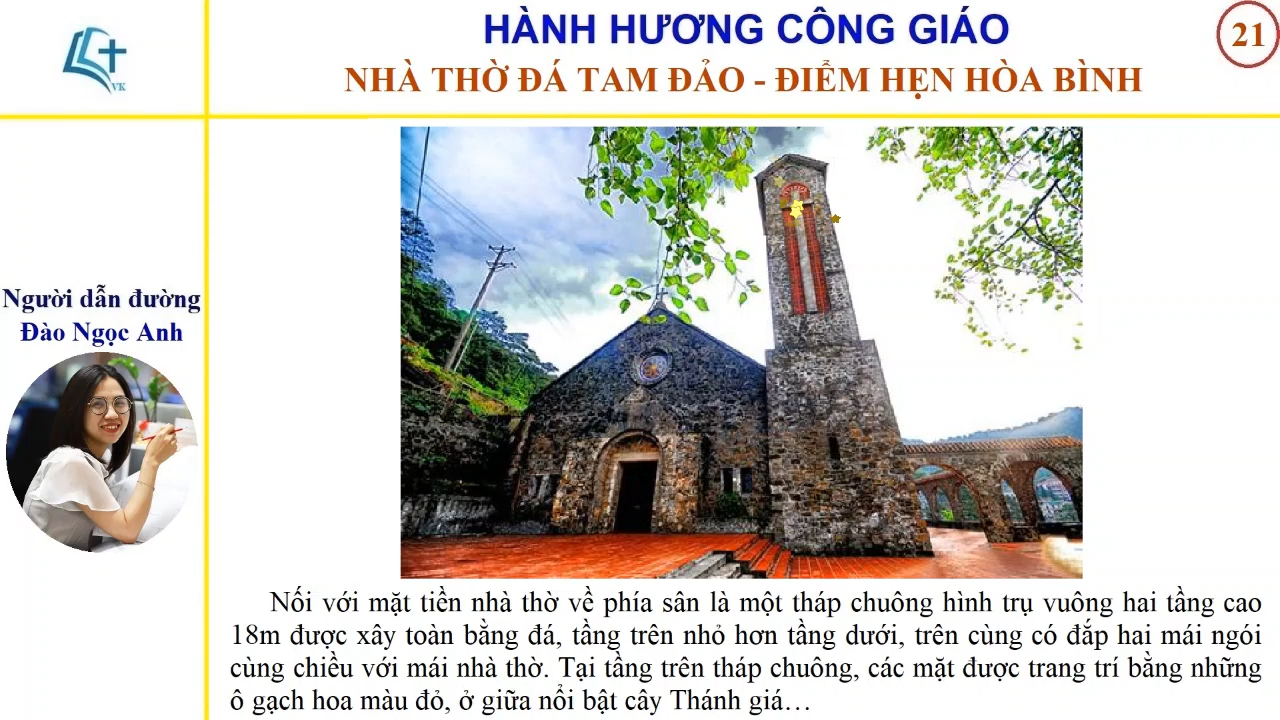 HÀNH HƯƠNG CÔNG GIÁO
21
NHÀ THỜ ĐÁ TAM ĐẢO - ĐIỂM HẸN HÒA BÌNH
VK
Người dẫn đường
Đào Ngọc Anh
Nối với mặt tiền nhà thờ về phía sân là một tháp chuông hình trụ vuông hai tầng cao
18m được xây toàn bằng đá, tầng trên nhỏ hơn tầng dưới, trên cùng có đắp hai mái ngói
cùng chiều với mái nhà thờ. Tại tầng trên tháp chuông, các mặt được trang trí bằng những
ô gạch hoa màu đỏ, ở giữa nổi bật cây Thánh giá…